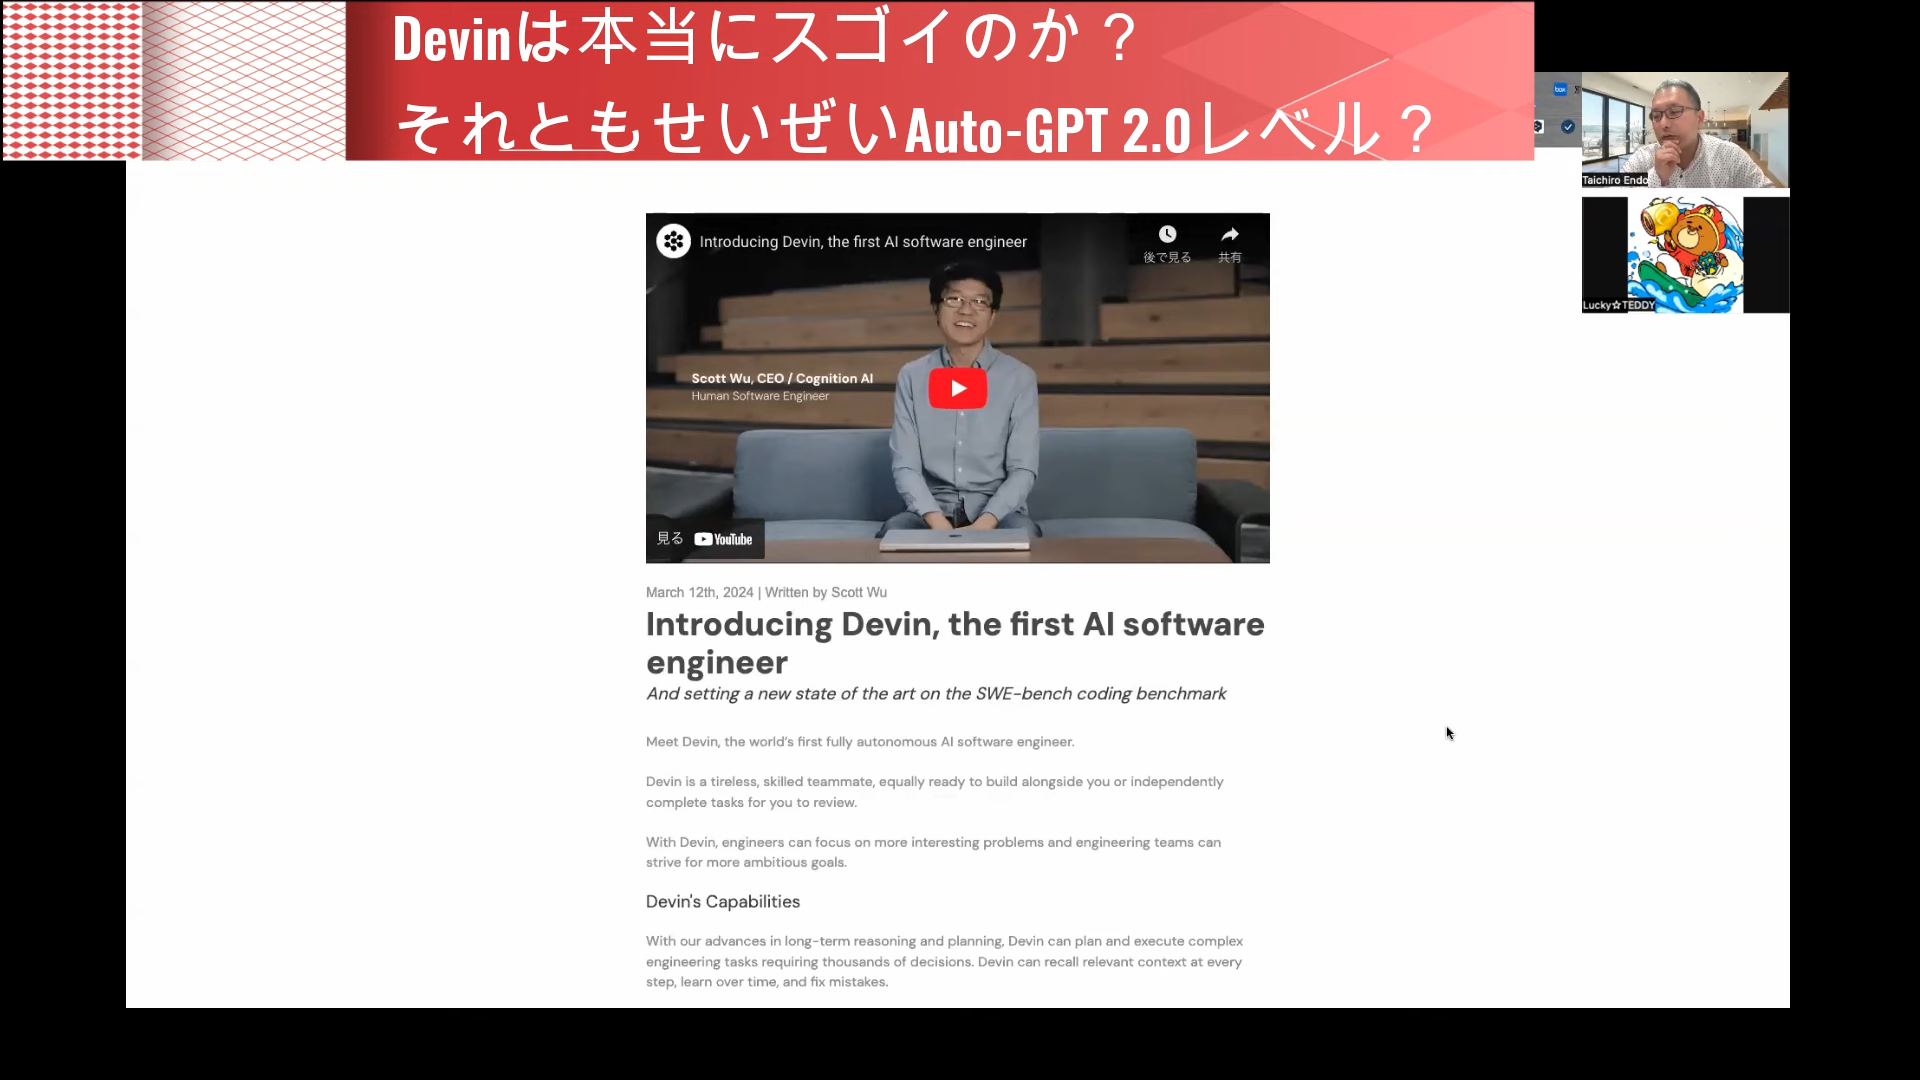 Devinは本当にスゴイのか？
それともせいぜいAuto-GPT 2.0レベル？
box
Taichiro Endo
Lucky☆TEDDY
Introducing Devin, the first AI software engineer
後で見る
共有
Scott Wu, CEO / Cognition AI
Human Software Engineer
見る YouTube
March 12th, 2024 | Written by Scott Wu
Introducing Devin, the first AI software
engineer
And setting a new state of the art on the SWE-bench coding benchmark
Meet Devin, the world's first fully autonomous AI software engineer.
Devin is a tireless, skilled teammate, equally ready to build alongside you or independently
complete tasks for you to review.
With Devin, engineers can focus on more interesting problems and engineering teams can
strive for more ambitious goals.
Devin's Capabilities
With our advances in long-term reasoning and planning, Devin can plan and execute complex
engineering tasks requiring thousands of decisions. Devin can recall relevant context at every
step, learn over time, and fix mistakes.